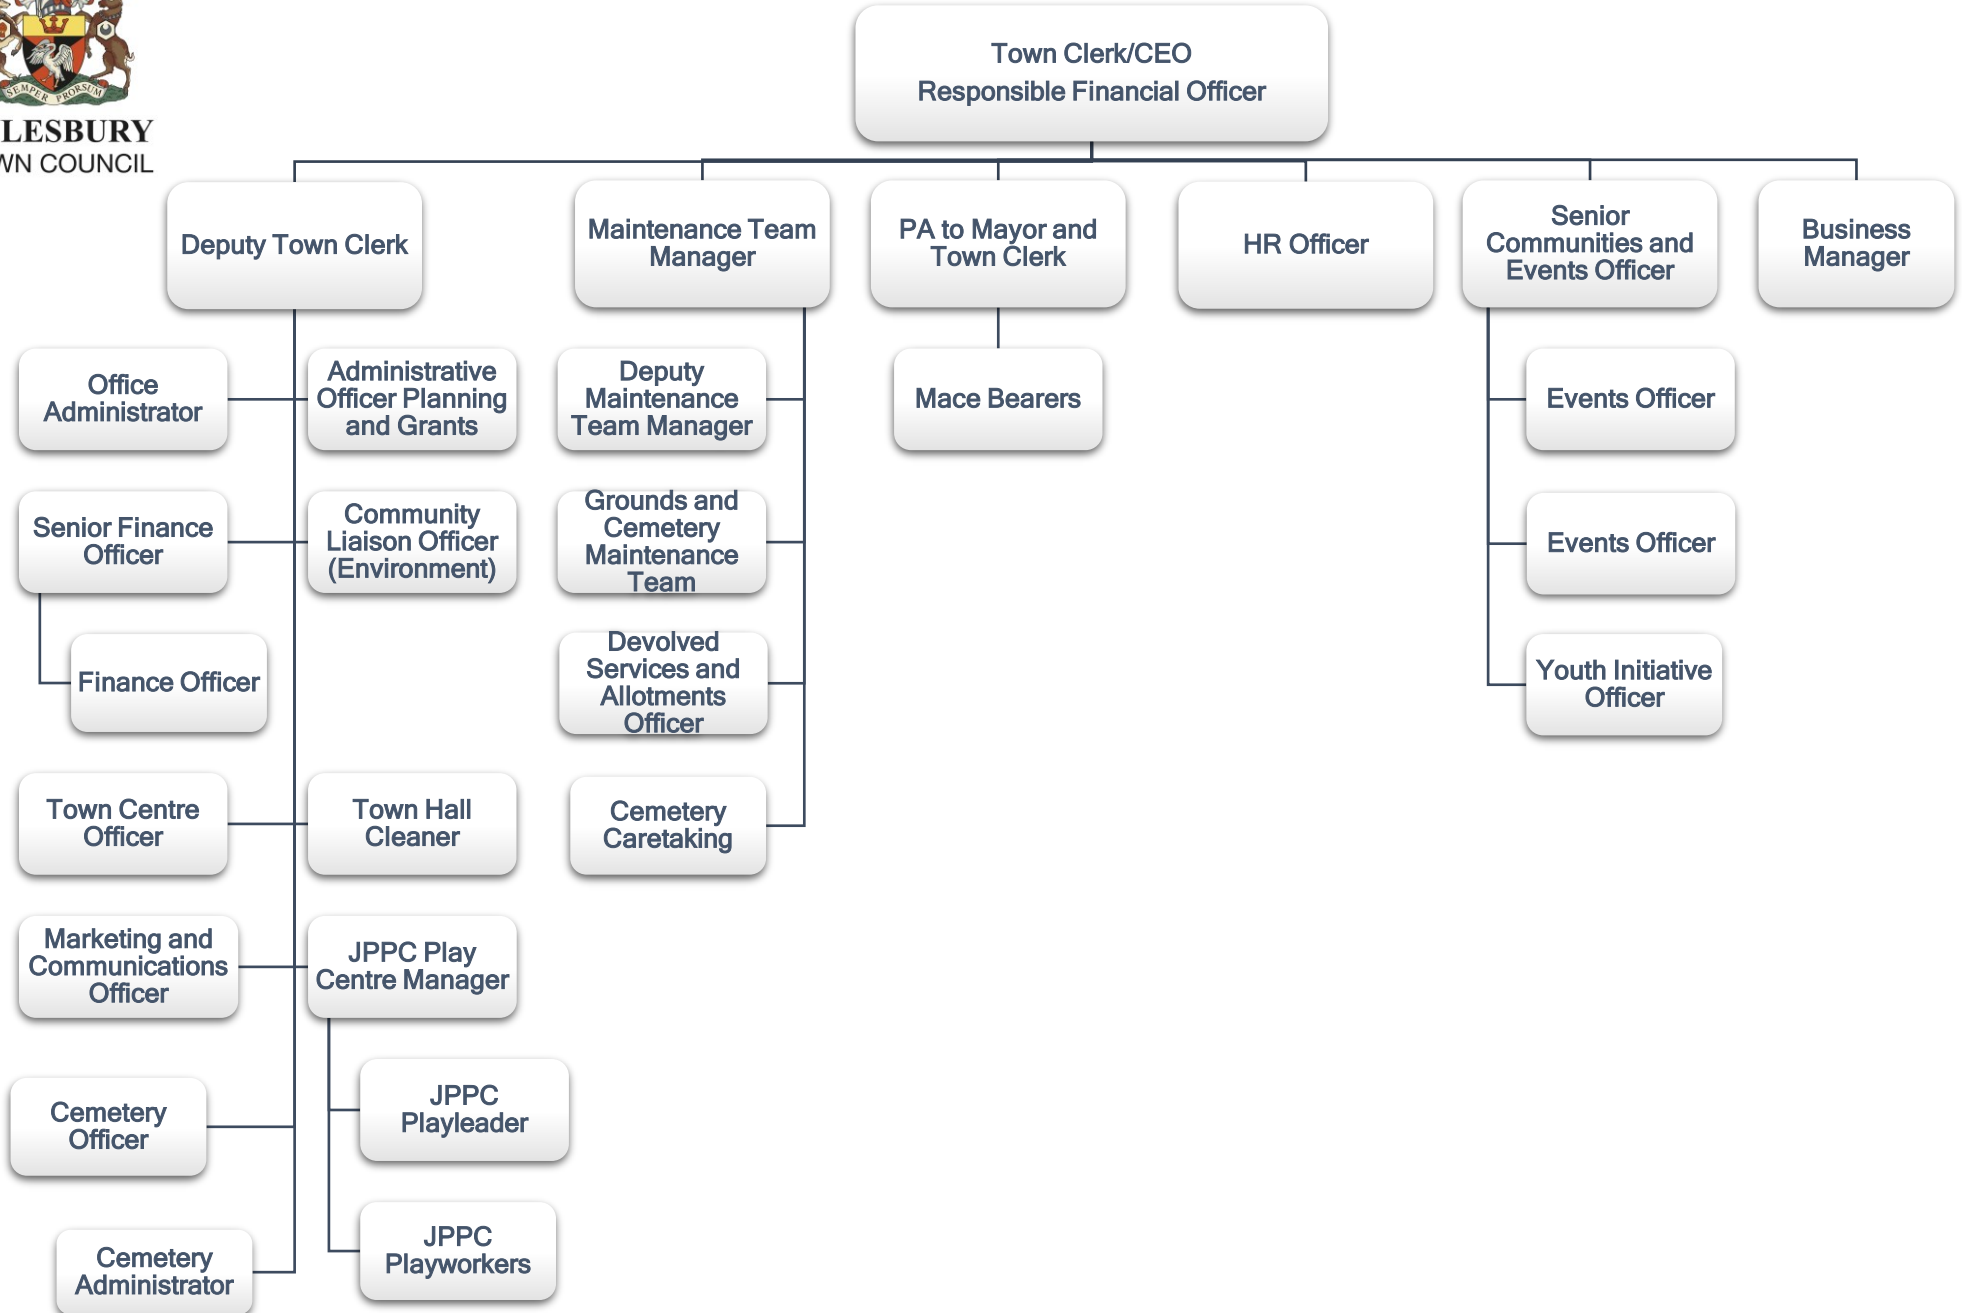 SEMPER PRORSUM
LESBURY
WN COUNCIL
Town Clerk/CEO
Responsible Financial Officer
Deputy Town Clerk
Maintenance Team
Manager
PA to Mayor and
Town Clerk
HR Officer
Senior
Communities and
Events Officer
Business
Manager
Office
Administrator
Administrative
Officer Planning
and Grants
Deputy
Maintenance
Team Manager
Mace Bearers
Events Officer
Senior Finance
Officer
Community
Liaison Officer
(Environment)
Grounds and
Cemetery
Maintenance
Team
Events Officer
Finance Officer
Devolved
Services and
Allotments
Officer
Youth Initiative
Officer
Town Centre
Officer
Town Hall
Cleaner
Cemetery
Caretaking
Marketing and
Communications
Officer
JPPC Play
Centre Manager
Cemetery
Officer
JPPC
Playleader
Cemetery
Administrator
JPPC
Playworkers